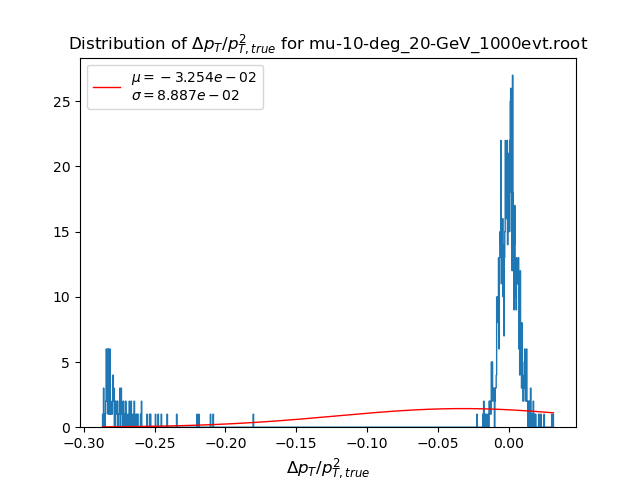 Distribution of Δp_T/p²_{T,true} for mu-10-deg_20-GeV_1000evt.root
μ = −3.254e − 02
σ = 8.887e − 02
25
20
15
10
5
0
−0.30 −0.25 −0.20 −0.15 −0.10 −0.05 0.00
Δp_T/p²_{T,true}